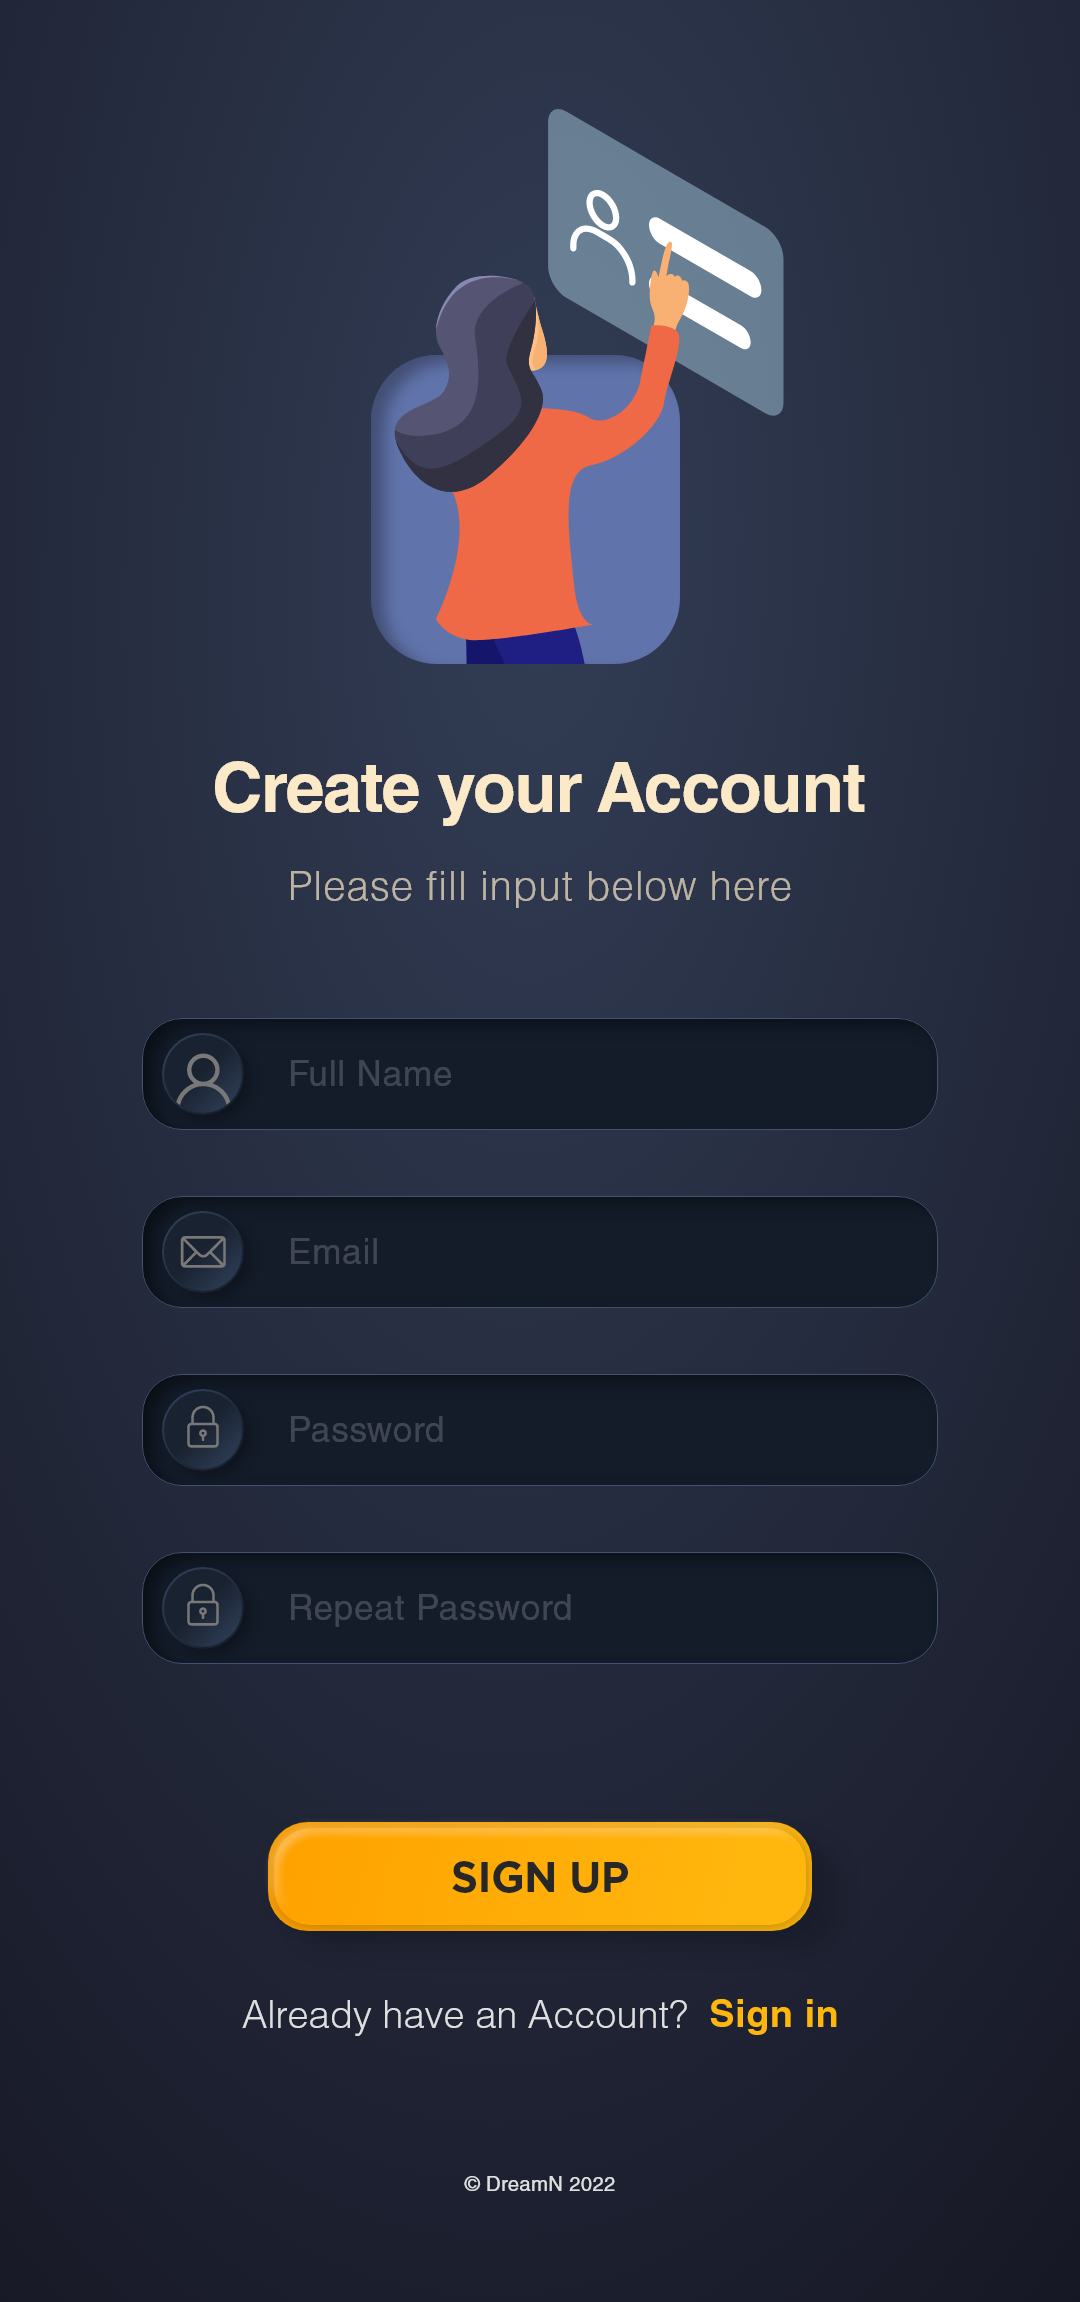 Create your Account
Please fill input below here
Full Name
Email
Password
Repeat Password
SIGN UP
Already have an Account? Sign in
© DreamN 2022